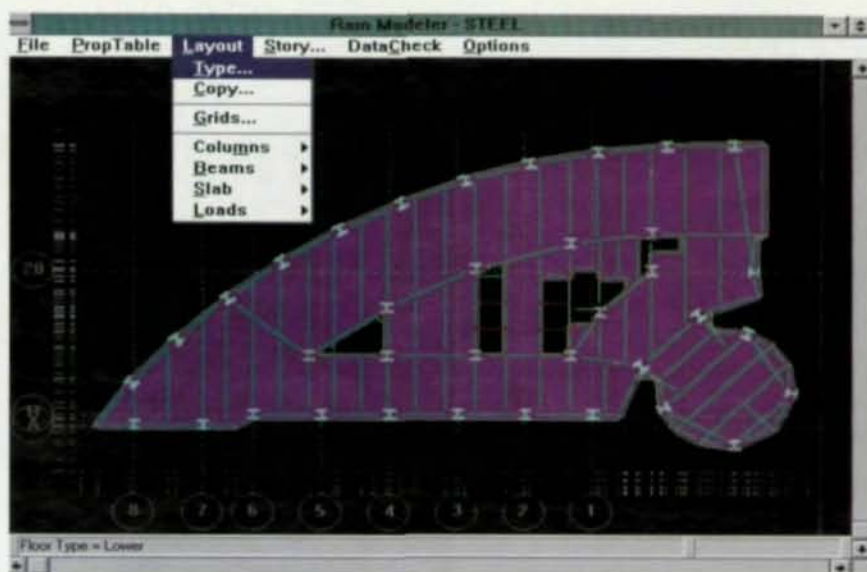 Ram Modeler - STEEL
File PropTable Layout Story... DataCheck Options
Type...
Copy...
Grids...
Columns
Beams
Slab
Loads
8 7 6 5 4 3 2 1
Floor Type = Lower